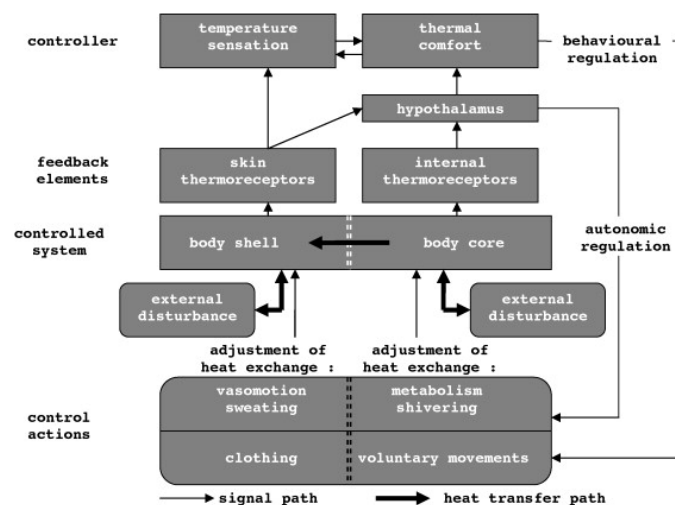 controller
temperature
sensation
thermal
comfort
behavioural
regulation
hypothalamus
feedback
elements
skin
thermoreceptors
internal
thermoreceptors
controlled
system
body shell
body core
autonomic
regulation
external
disturbance
external
disturbance
adjustment of
heat exchange :
adjustment of
heat exchange :
control
actions
vasomotion
sweating
metabolism
shivering
clothing
voluntary movements
signal path
heat transfer path